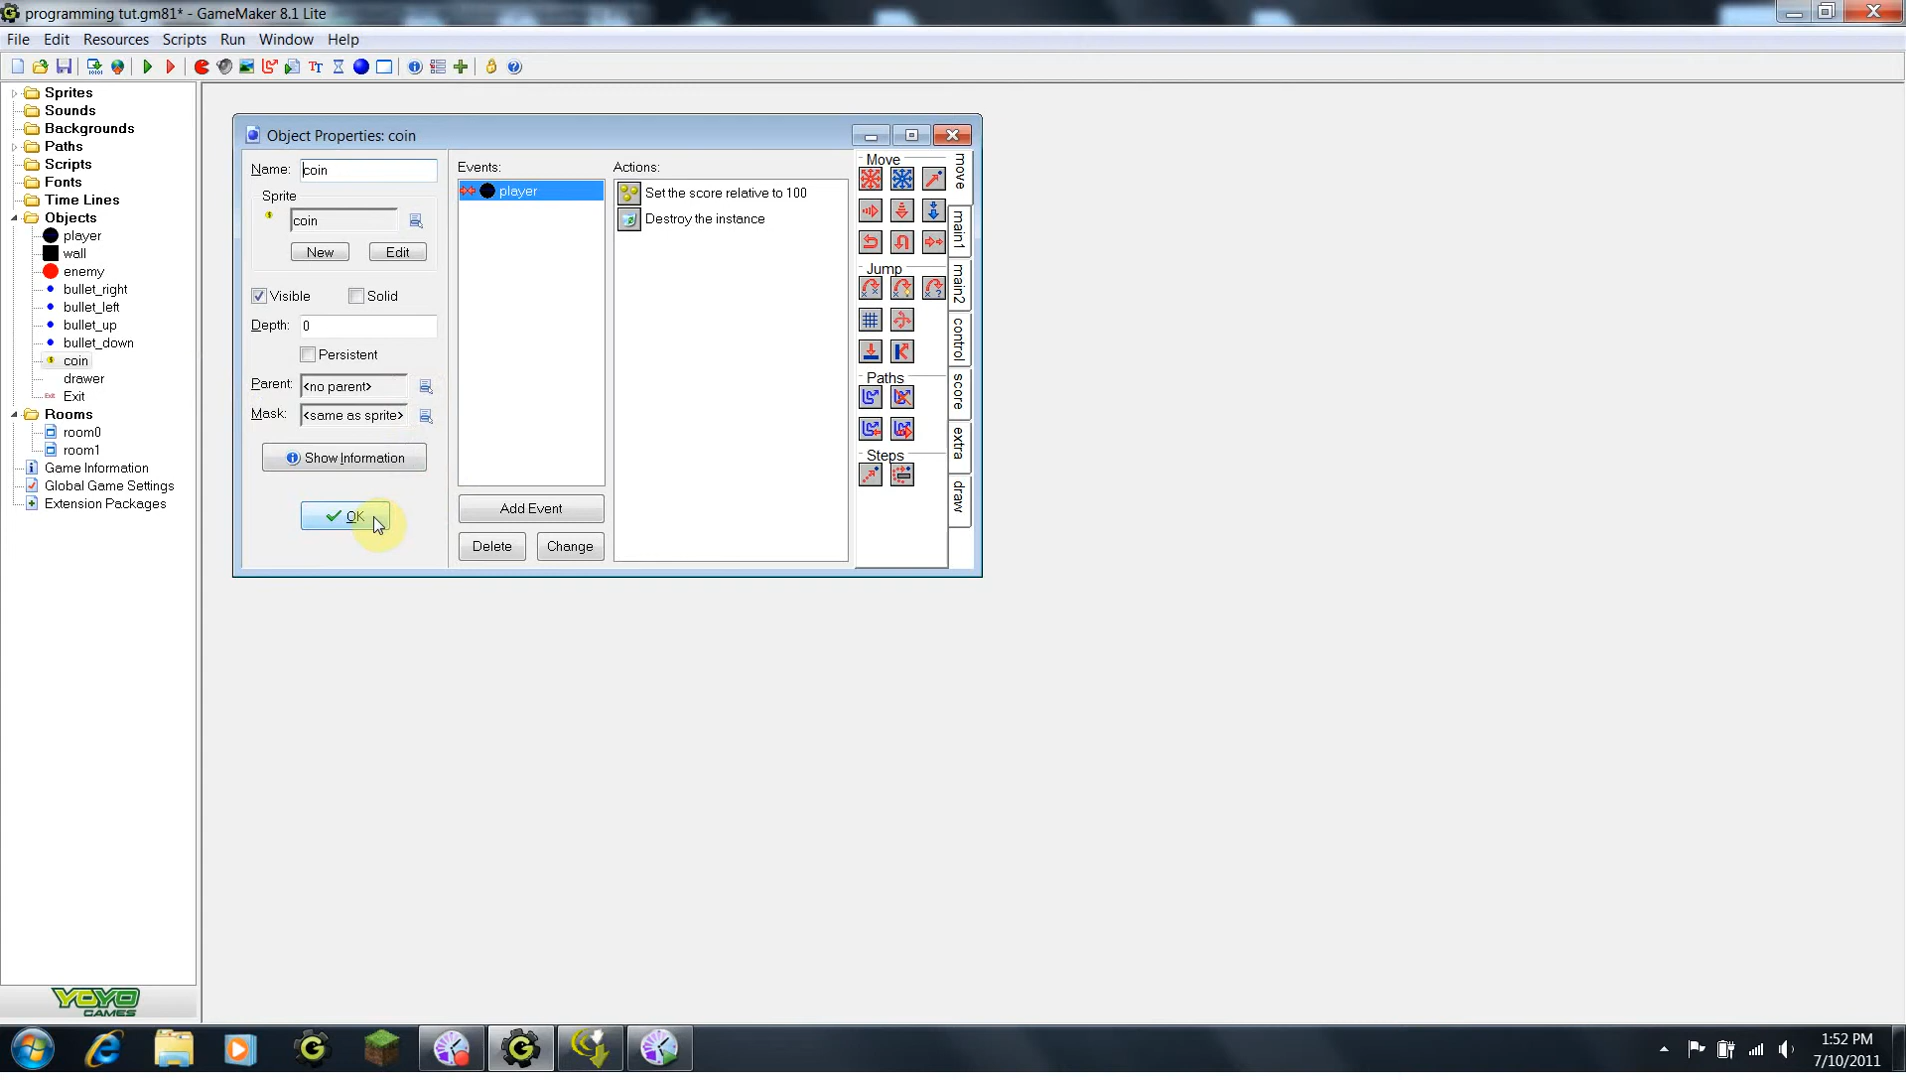 programming tut.gm81* - GameMaker 8.1 Lite
File Edit Resources Scripts Run Window Help
Sprites
Sounds
Backgrounds
Paths
Scripts
Fonts
Time Lines
Objects
player
wall
enemy
bullet_right
bullet_left
bullet_up
bullet_down
coin
drawer
Exit Exit
Rooms
room0
room1
Game Information
Global Game Settings
Extension Packages
Object Properties: coin
Name: coin
Sprite
coin
New Edit
Visible Solid
Depth: 0
Persistent
Parent: <no parent>
Mask: <same as sprite>
Show Information
OK
Events:
player
Add Event
Delete Change
Actions:
Set the score relative to 100
Destroy the instance
Move
Jump
Paths
Steps
move
main1
main2
control
score
extra
draw
YOYO
GAMES
1:52 PM
7/10/2011